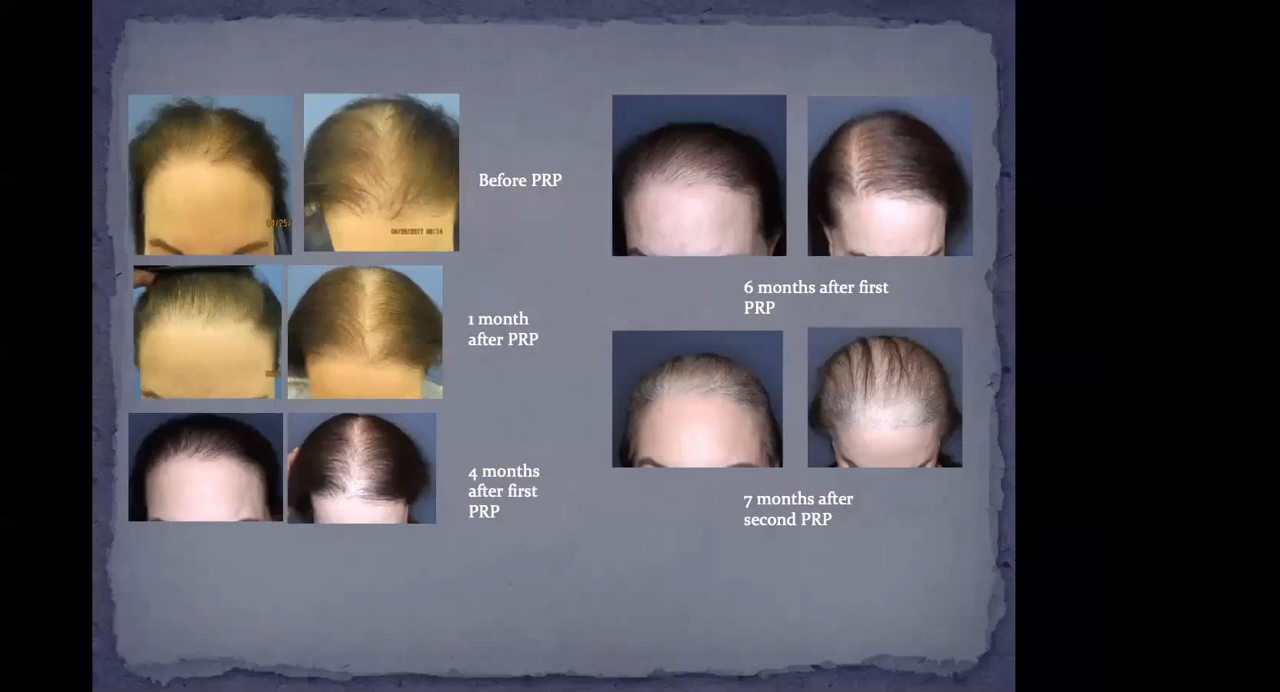 Before PRP
1 month
after PRP
4 months
after first
PRP
6 months after first
PRP
7 months after
second PRP